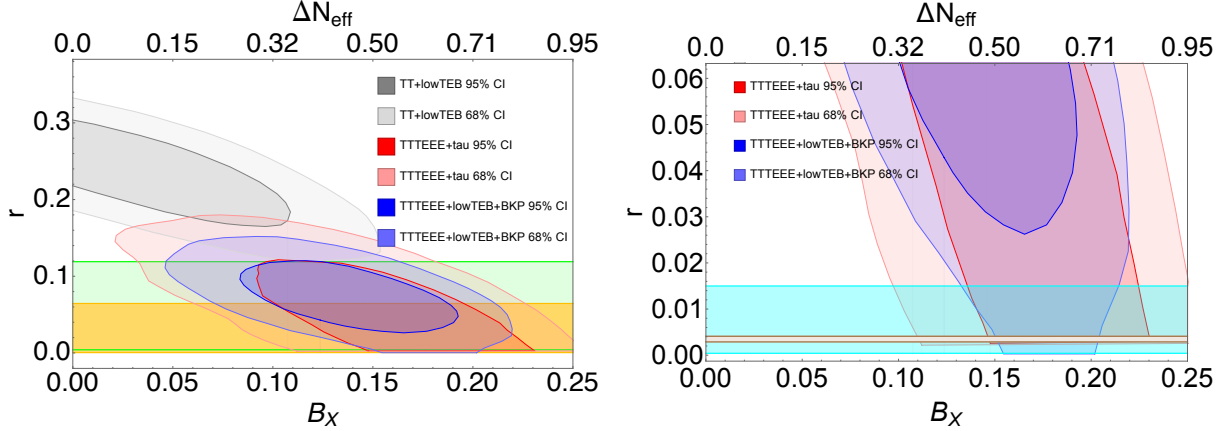 ΔN_eff
0.0 0.15 0.32 0.50 0.71 0.95
0.3
0.2
0.1
0.0
r
TT+lowTEB 95% CI
TT+lowTEB 68% CI
TTTEEE+tau 95% CI
TTTEEE+tau 68% CI
TTTEEE+lowTEB+BKP 95% CI
TTTEEE+lowTEB+BKP 68% CI
0.00 0.05 0.10 0.15 0.20 0.25
B_X
ΔN_eff
0.0 0.15 0.32 0.50 0.71 0.95
0.06
0.05
0.04
0.03
0.02
0.01
0.00
r
TTTEEE+tau 95% CI
TTTEEE+tau 68% CI
TTTEEE+lowTEB+BKP 95% CI
TTTEEE+lowTEB+BKP 68% CI
0.00 0.05 0.10 0.15 0.20 0.25
B_X